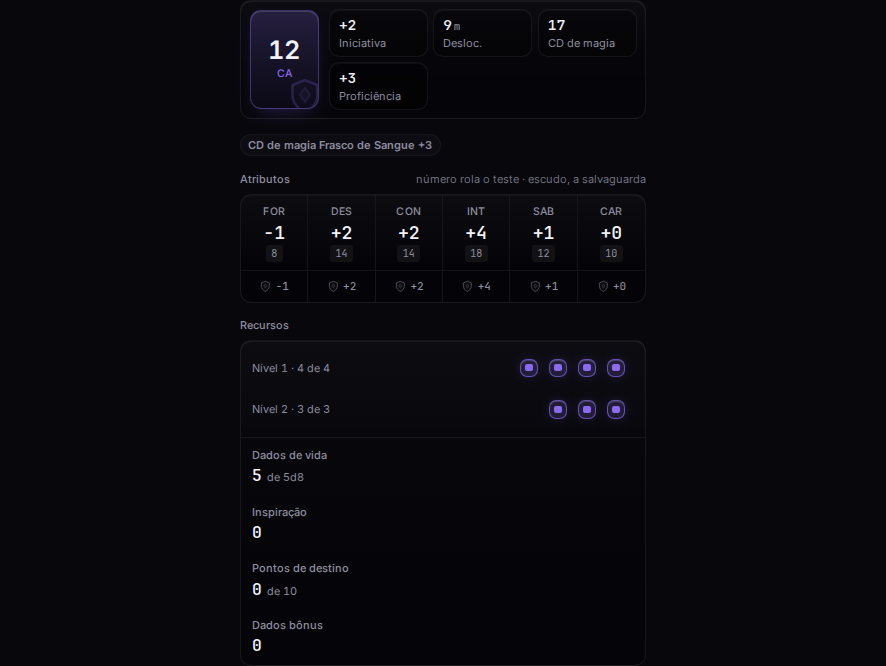 12
CA
+2
Iniciativa
9 m
Desloc.
17
CD de magia
+3
Proficiência
CD de magia Frasco de Sangue +3
Atributos
número rola o teste · escudo, a salvaguarda
FOR DES CON INT SAB CAR
-1 +2 +2 +4 +1 +0
8 14 14 18 12 10
-1 +2 +2 +4 +1 +0
Recursos
Nível 1 · 4 de 4
Nível 2 · 3 de 3
Dados de vida
5 de 5d8
Inspiração
0
Pontos de destino
0 de 10
Dados bônus
0